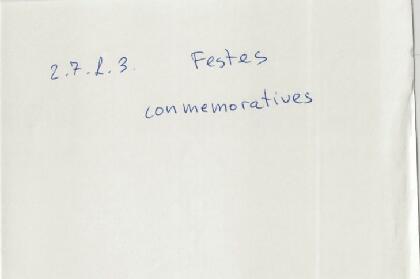 2.7.2.3. Festes
conmemoratives